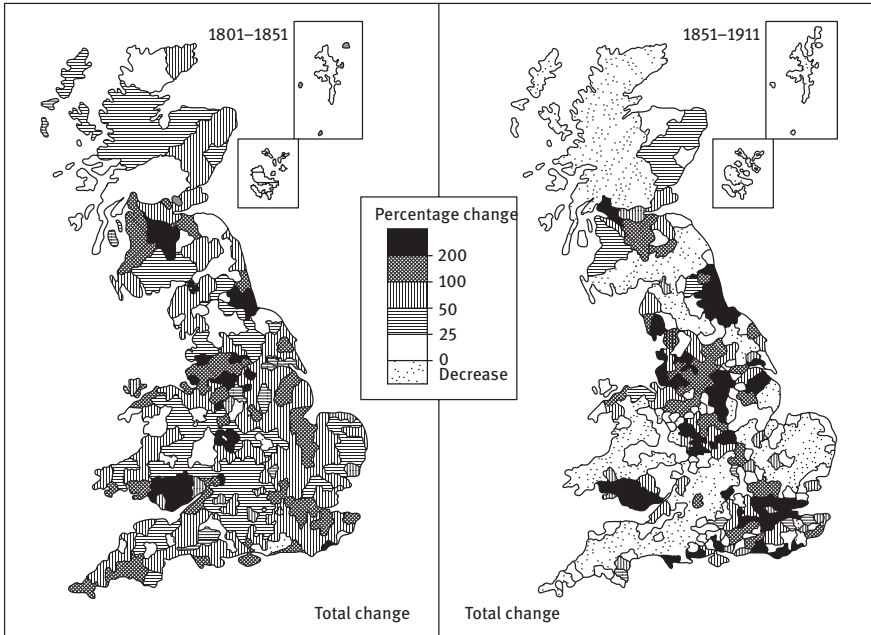 1801–1851
1851–1911
Percentage change
200
100
50
25
0
Decrease
Total change
Total change